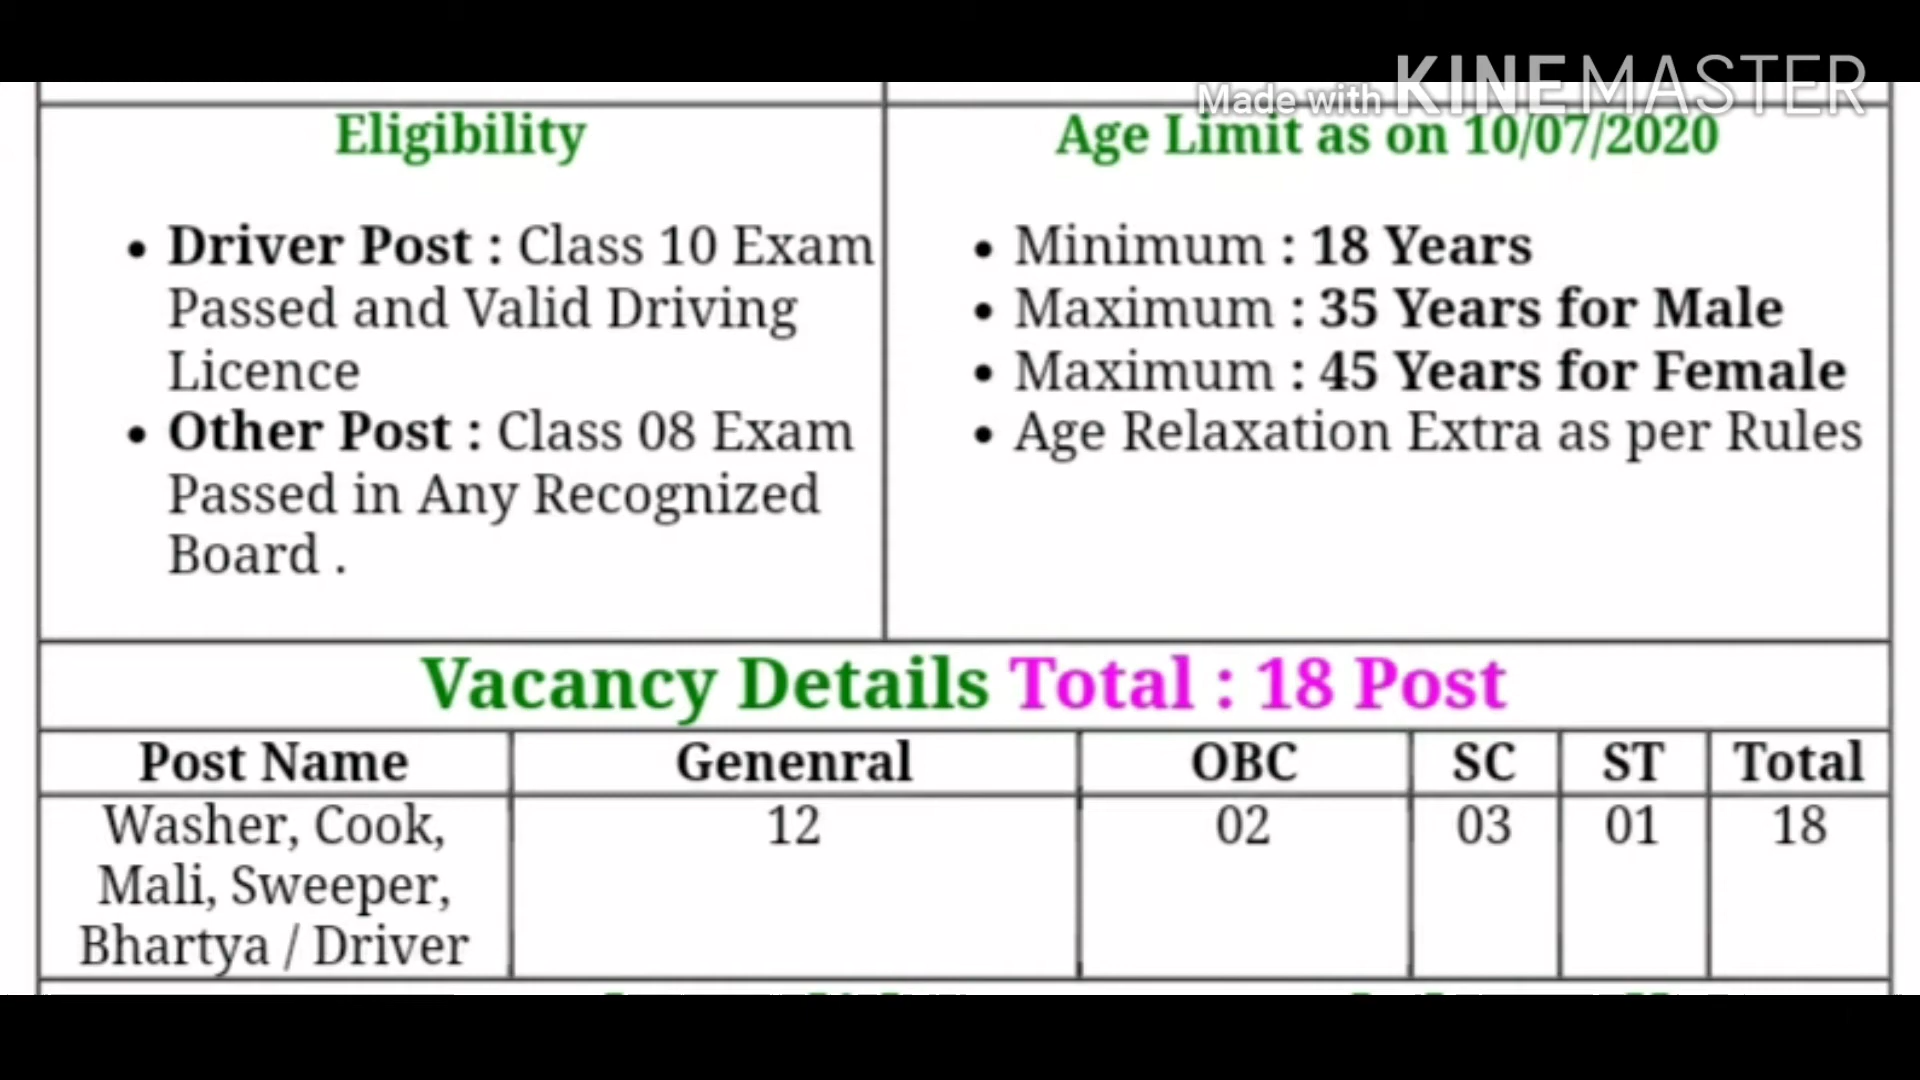 Made with KINEMASTER
Eligibility
Driver Post : Class 10 Exam
Passed and Valid Driving
Licence
Other Post : Class 08 Exam
Passed in Any Recognized
Board .
Age Limit as on 10/07/2020
Minimum : 18 Years
Maximum : 35 Years for Male
Maximum : 45 Years for Female
Age Relaxation Extra as per Rules
Vacancy Details Total : 18 Post
Post Name Genenral OBC SC ST Total
Washer, Cook, 12 02 03 01 18
Mali, Sweeper,
Bhartya / Driver